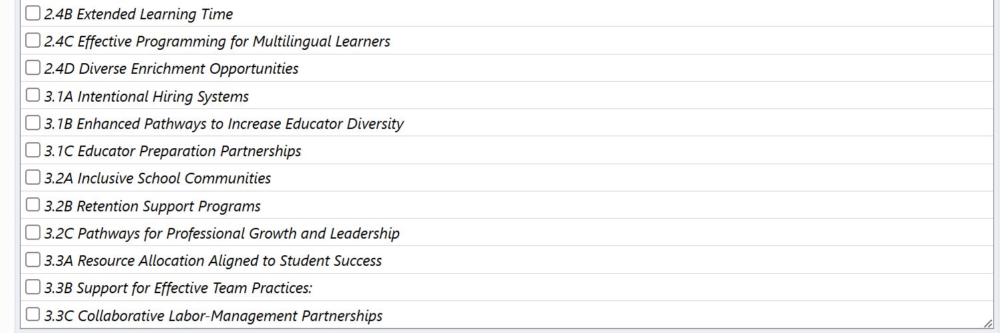 2.4B Extended Learning Time
2.4C Effective Programming for Multilingual Learners
2.4D Diverse Enrichment Opportunities
3.1A Intentional Hiring Systems
3.1B Enhanced Pathways to Increase Educator Diversity
3.1C Educator Preparation Partnerships
3.2A Inclusive School Communities
3.2B Retention Support Programs
3.2C Pathways for Professional Growth and Leadership
3.3A Resource Allocation Aligned to Student Success
3.3B Support for Effective Team Practices:
3.3C Collaborative Labor-Management Partnerships